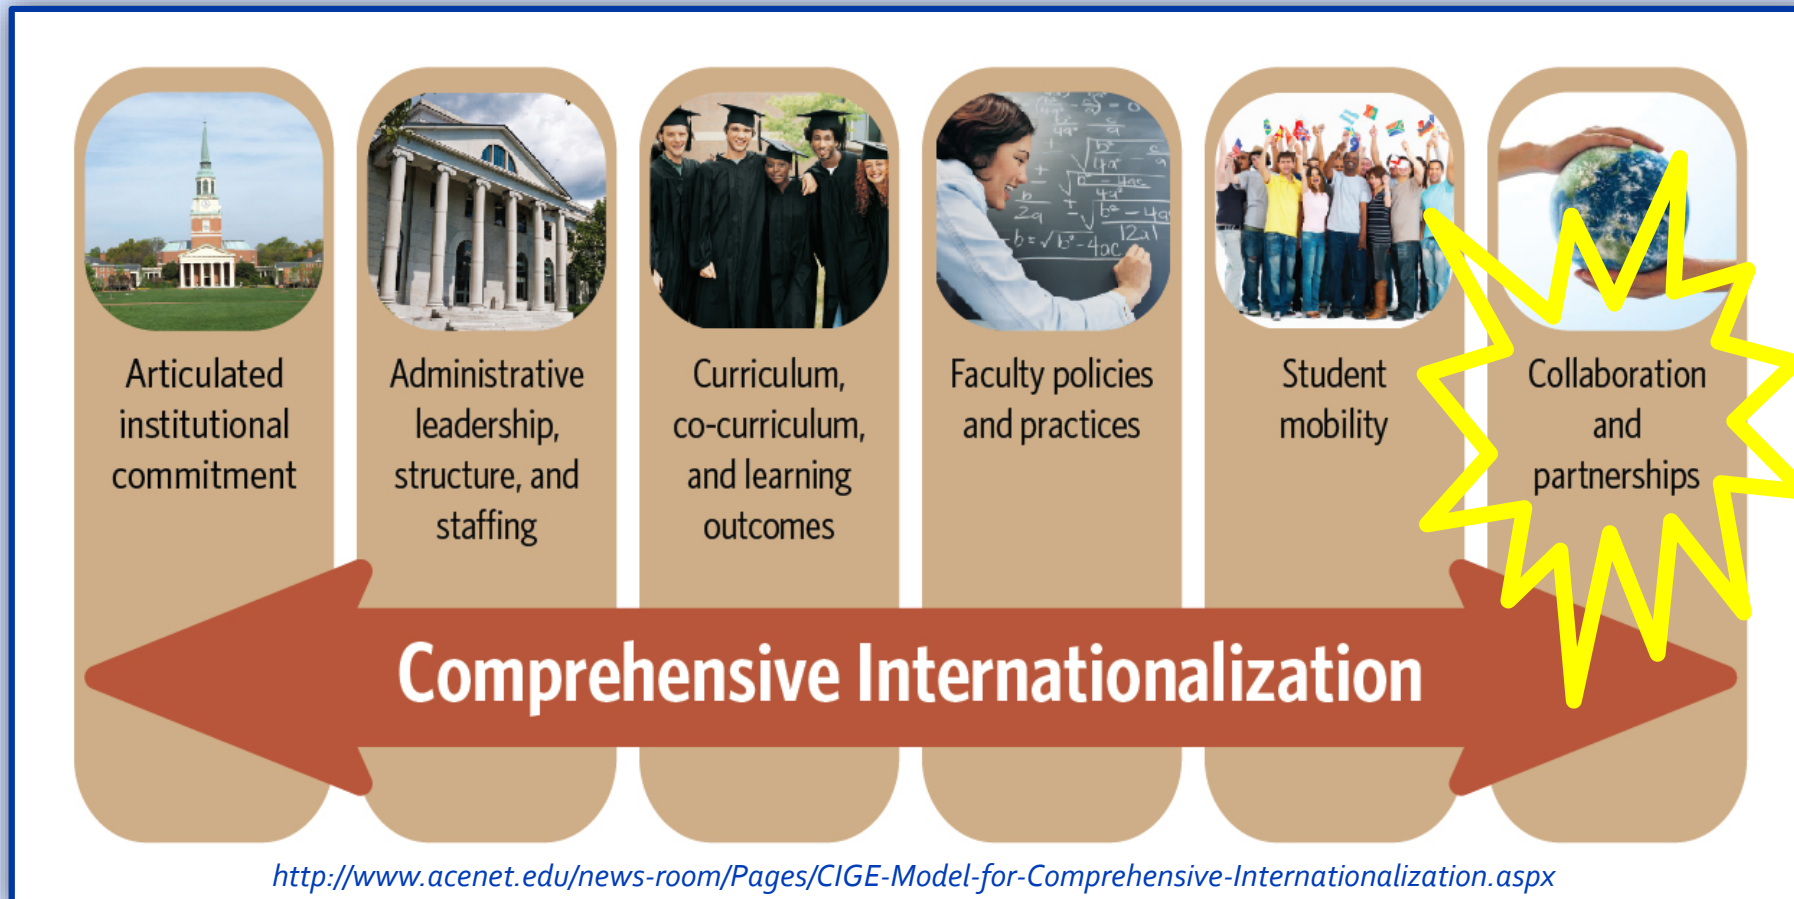 Articulated
institutional
commitment
Administrative
leadership,
structure, and
staffing
Curriculum,
co-curriculum,
and learning
outcomes
Faculty policies
and practices
Student
mobility
Collaboration
and
partnerships
Comprehensive Internationalization
http://www.acenet.edu/news-room/Pages/CIGE-Model-for-Comprehensive-Internationalization.aspx